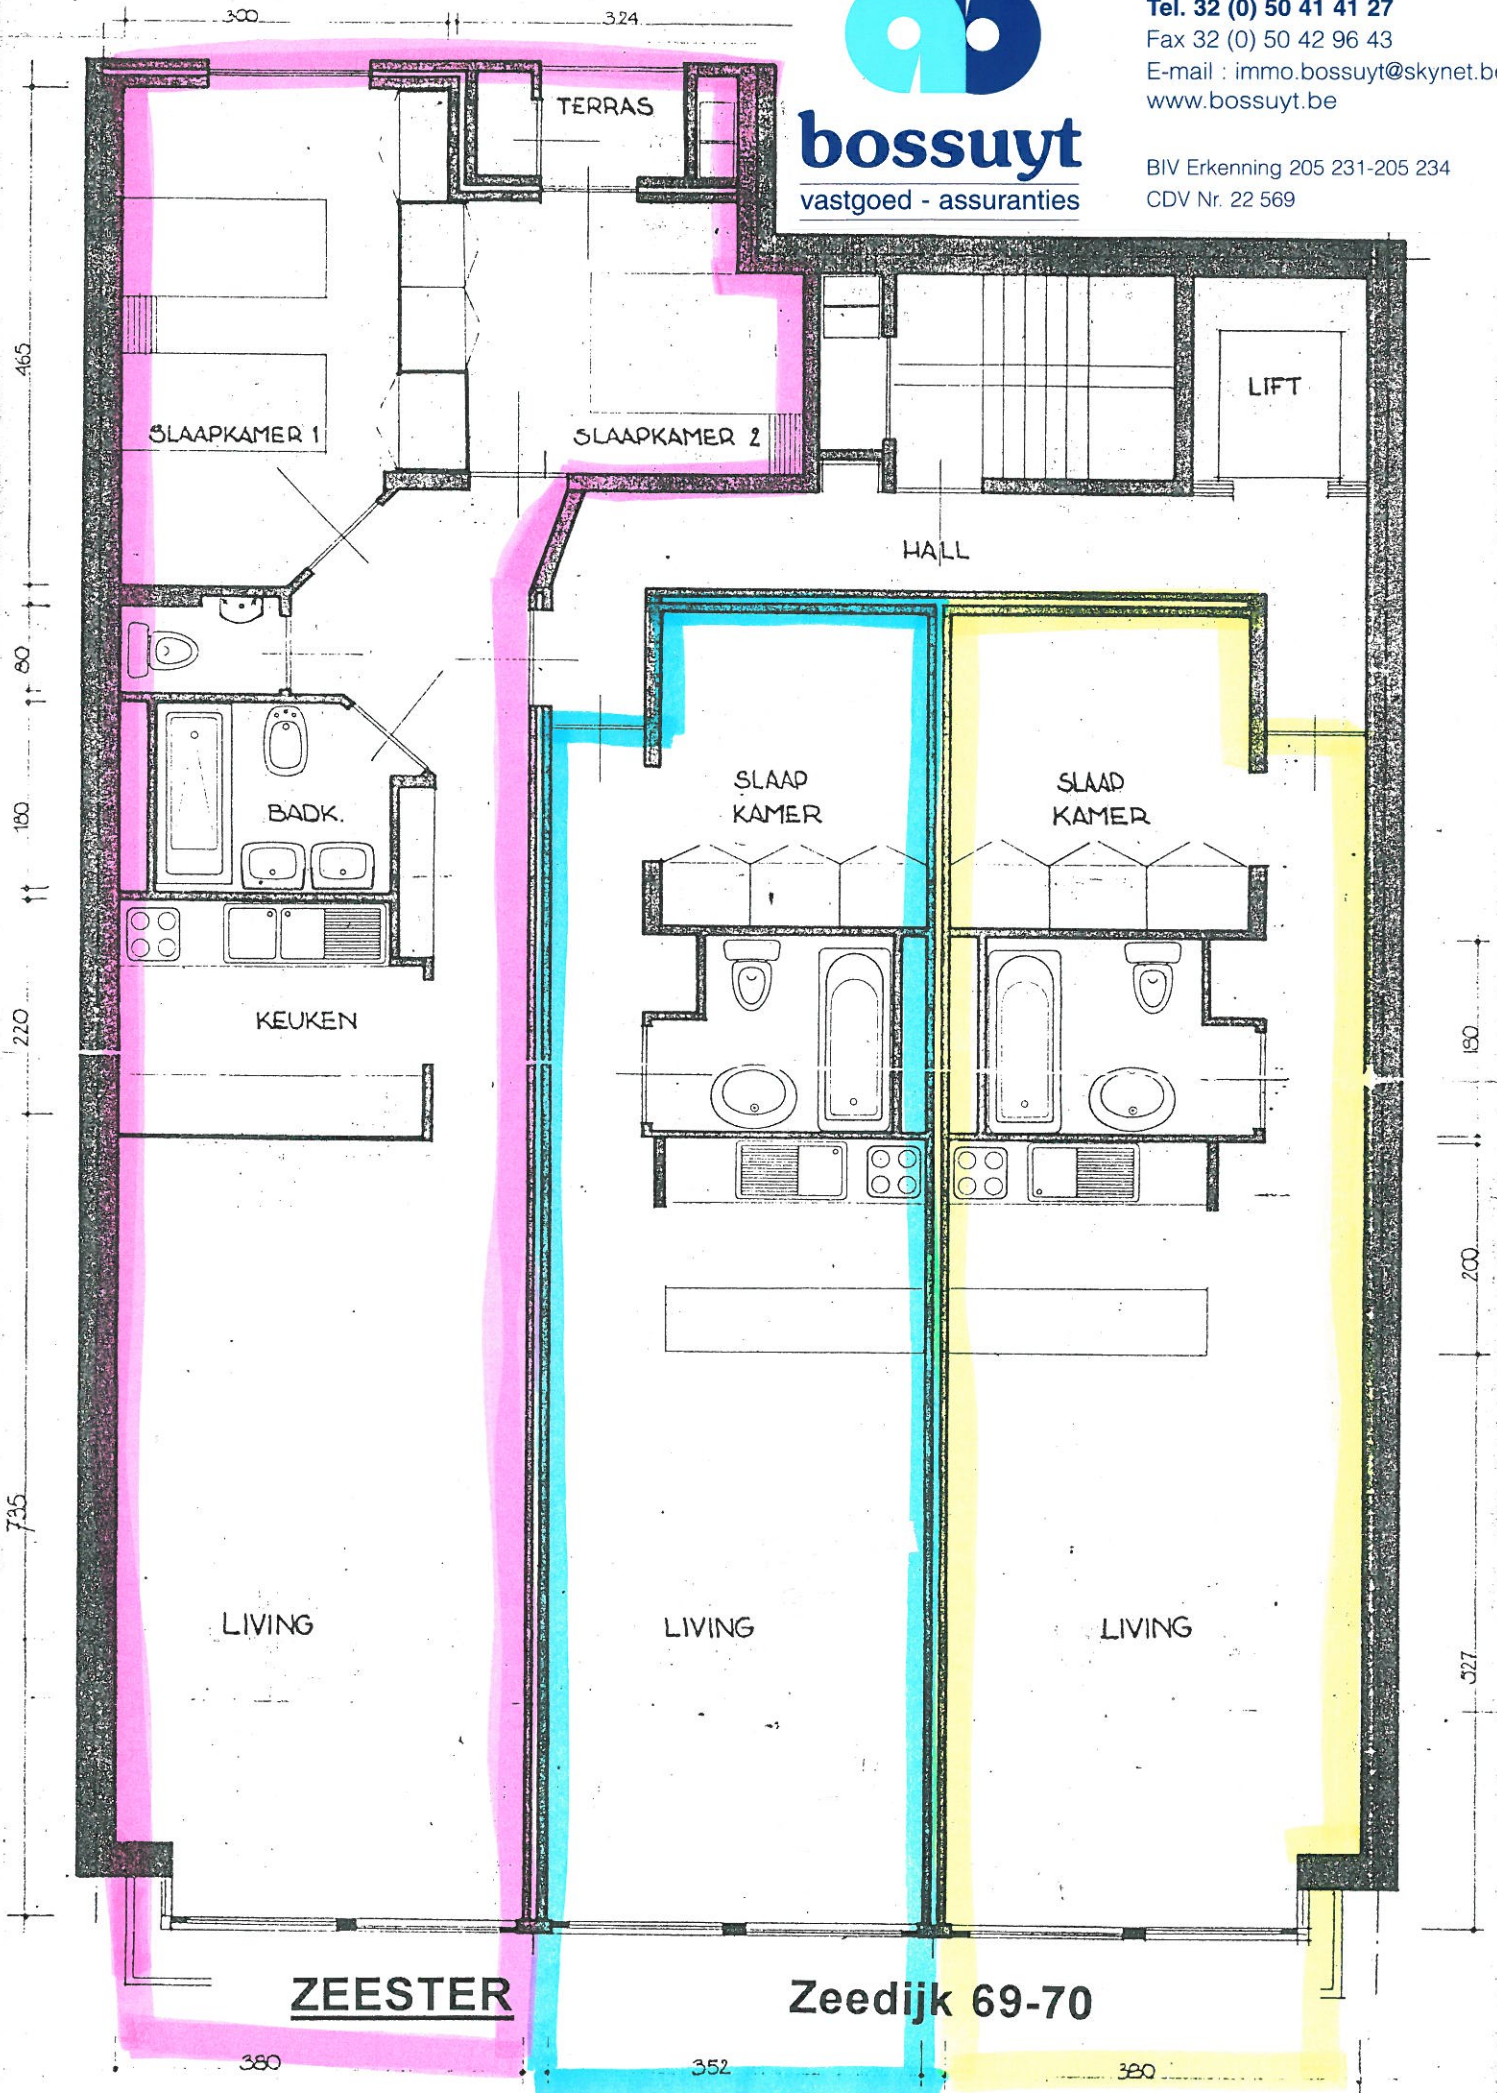 300
324
Tel. 32 (0) 50 41 41 27
Fax 32 (0) 50 42 96 43
E-mail : immo.bossuyt@skynet.be
www.bossuyt.be
bossuyt
vastgoed - assuranties
BIV Erkenning 205 231-205 234
CDV Nr. 22 569
TERRAS
465
SLAAPKAMER 1
SLAAPKAMER 2
LIFT
HALL
80
180
BADK.
SLAAP
KAMER
SLAAP
KAMER
220
KEUKEN
180
200
735
LIVING
LIVING
LIVING
527
ZEESTER
Zeedijk 69-70
380
352
380